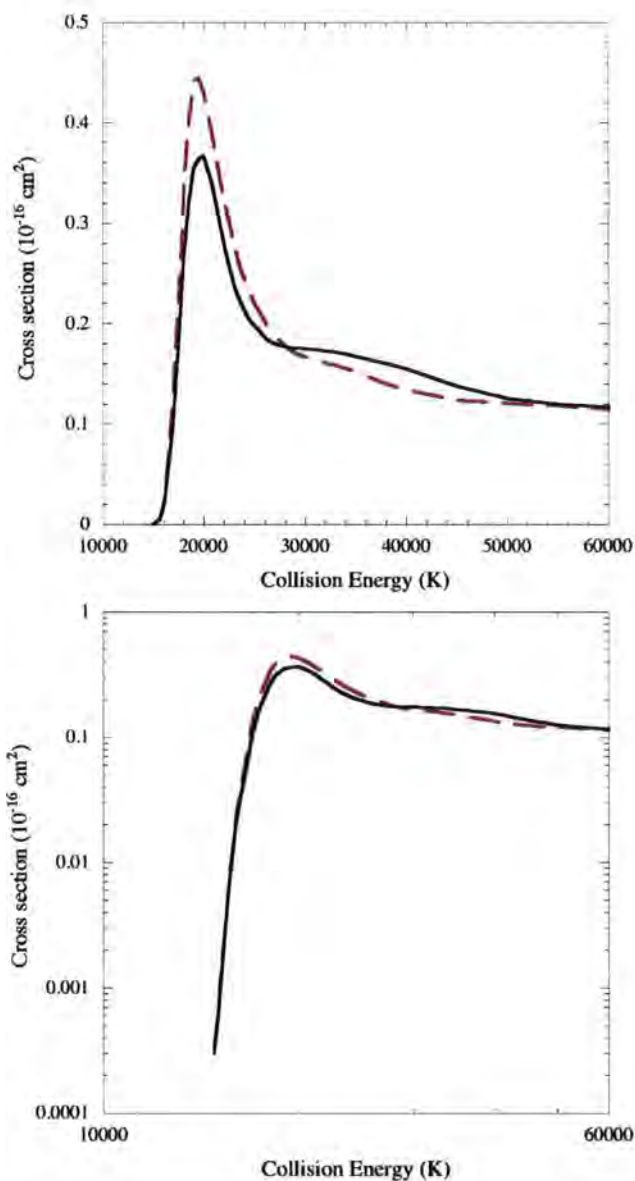 0.5
0.4
0.3
0.2
0.1
0
Cross section (10⁻¹⁶ cm²)
10000 20000 30000 40000 50000 60000
Collision Energy (K)
1
0.1
0.01
0.001
0.0001
Cross section (10⁻¹⁶ cm²)
10000 60000
Collision Energy (K)